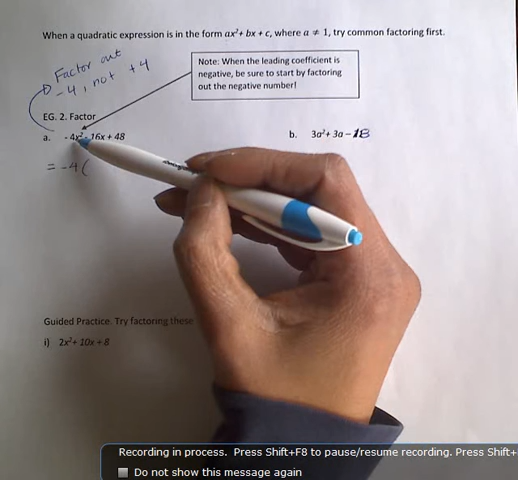 When a quadratic expression is in the form ax²+ bx + c, where a ≠ 1, try common factoring first.
Factor out
-4, not +4
Note: When the leading coefficient is
negative, be sure to start by factoring
out the negative number!
EG. 2. Factor
a. - 4x² - 16x + 48
b. 3a²+ 3a – 18
= -4(
Guided Practice. Try factoring these
i) 2x²+ 10x + 8
Recording in process. Press Shift+F8 to pause/resume recording. Press Shift+
Do not show this message again